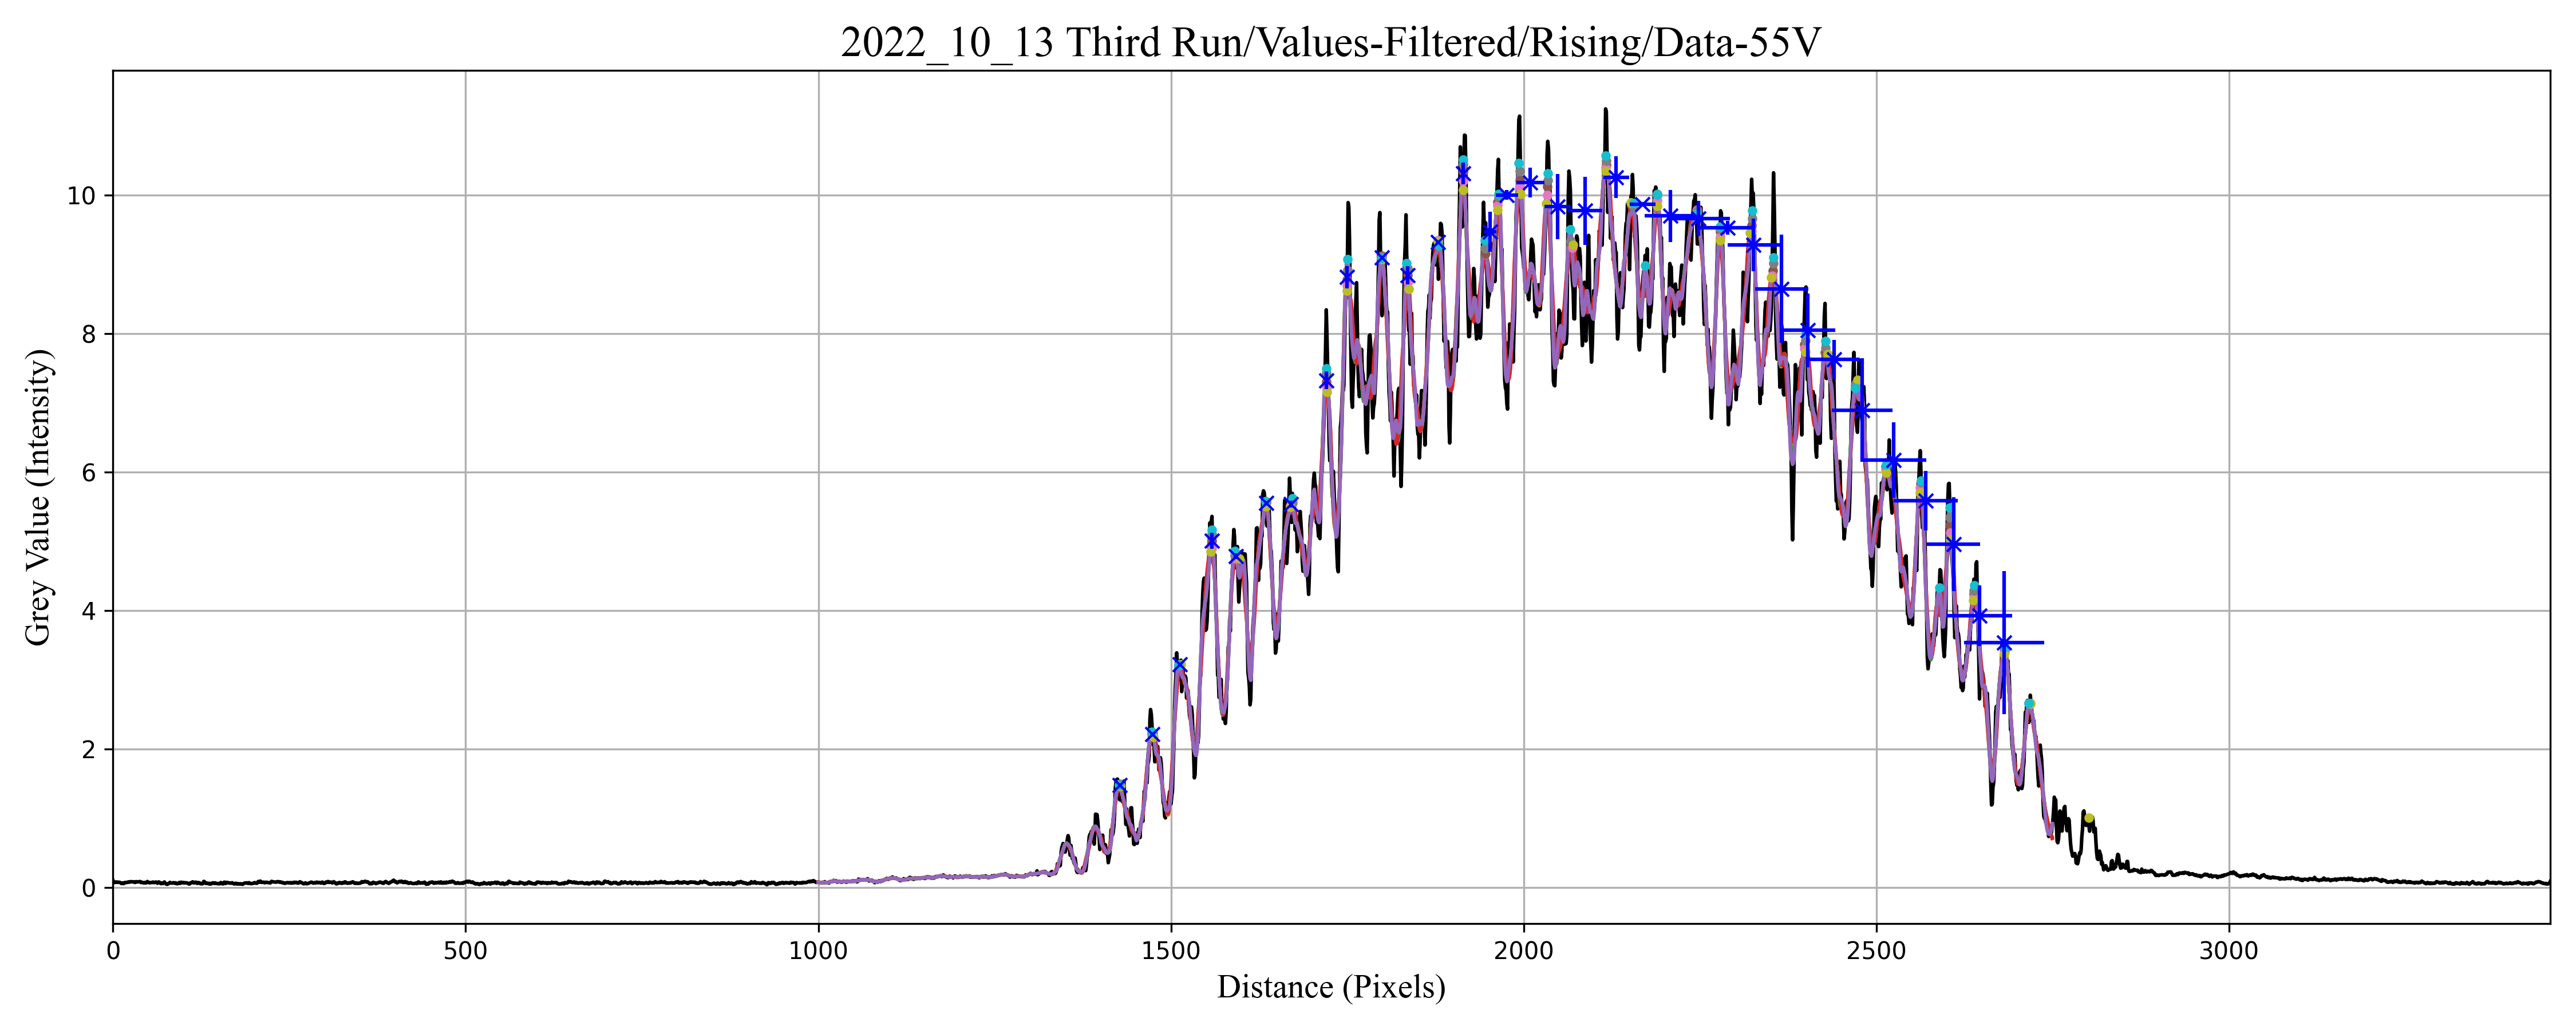 2022_10_13 Third Run/Values-Filtered/Rising/Data-55V
Grey Value (Intensity)
10
8
6
4
2
0
0 500 1000 1500 2000 2500 3000
Distance (Pixels)